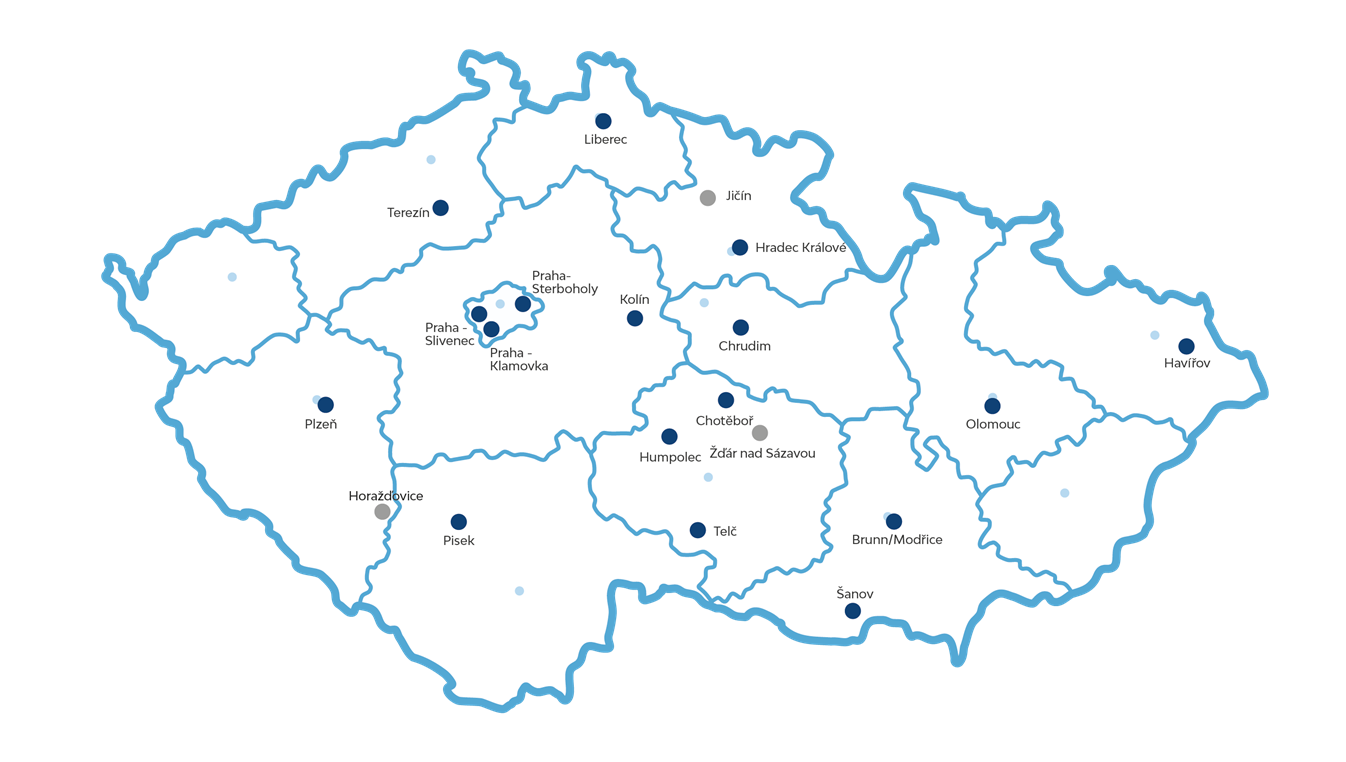 Liberec
Jičín
Terezín
Hradec Králové
Praha-
Sterboholy
Kolín
Praha -
Slivenec
Chrudim
Praha -
Klamovka
Havířov
Chotěboř
Plzeň
Olomouc
Humpolec
Žďár nad Sázavou
Horažďovice
Telč
Pisek
Brunn/Modřice
Šanov